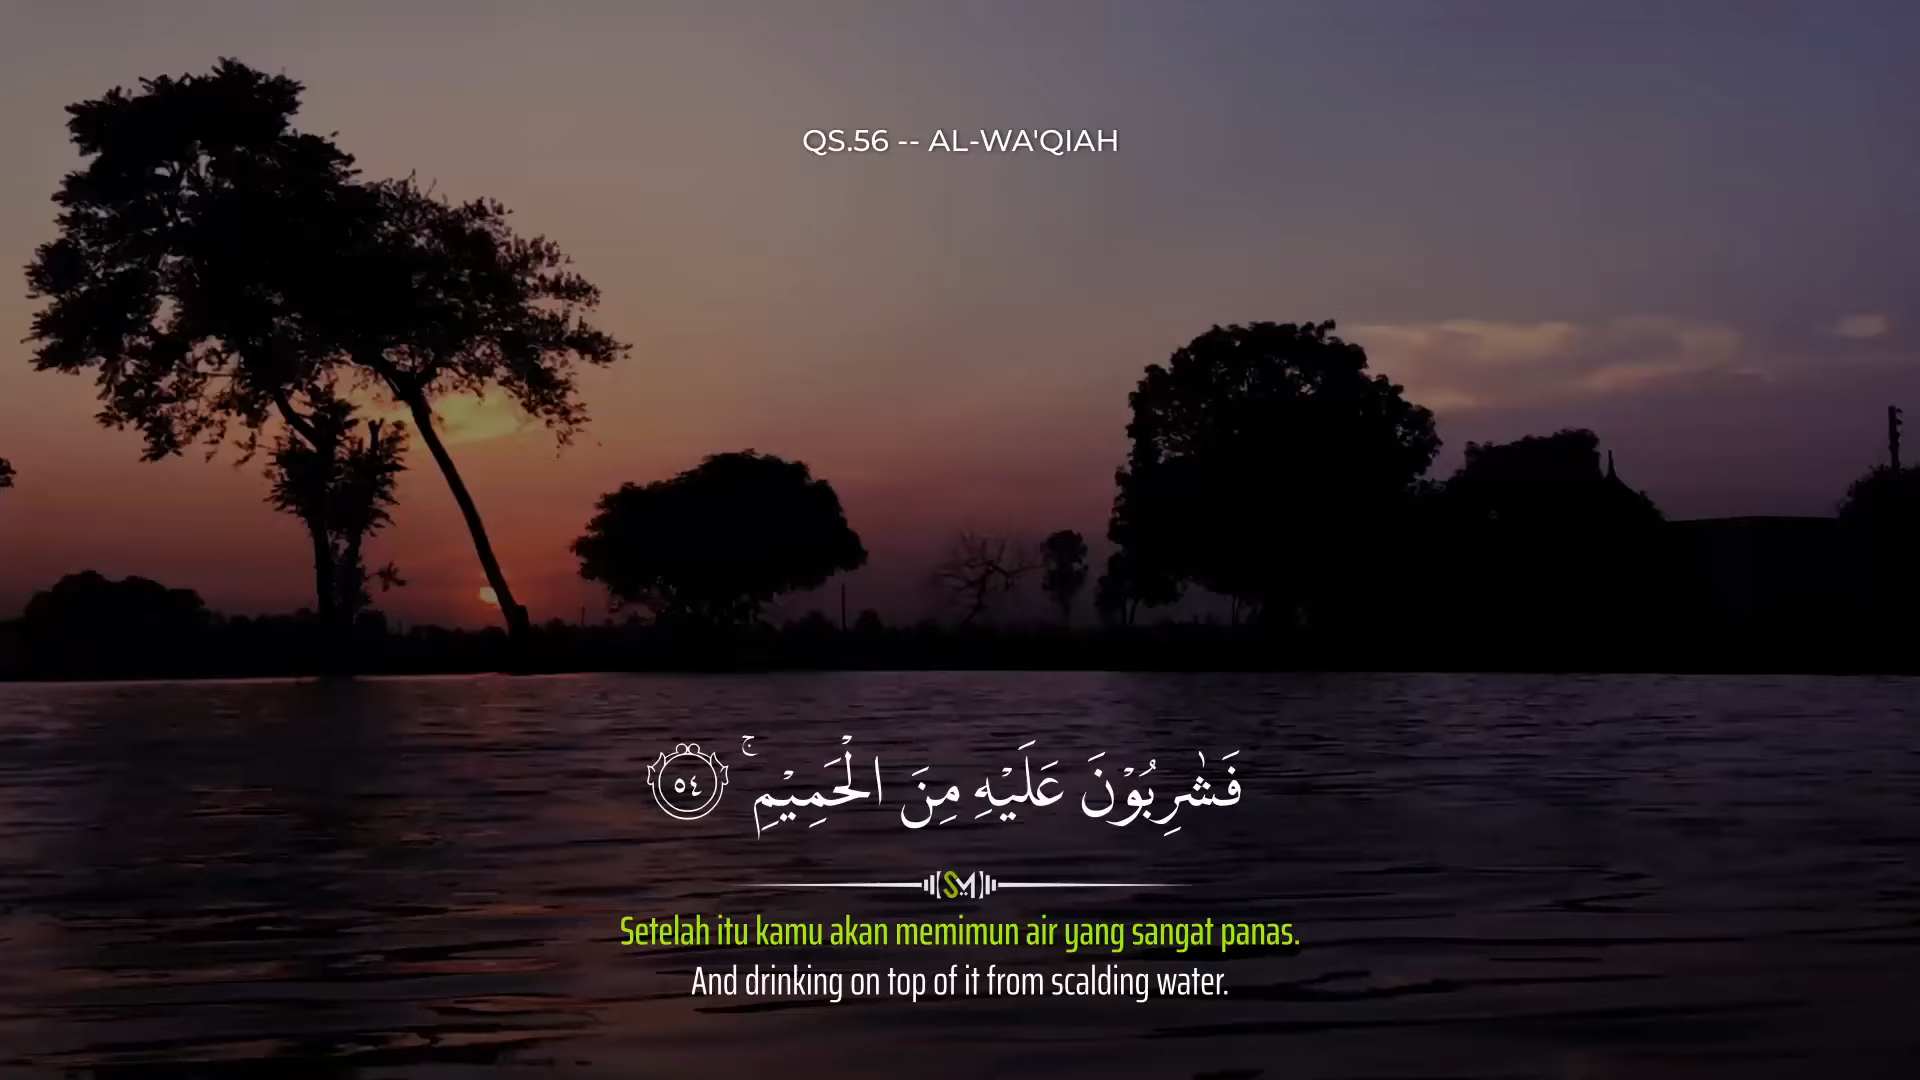 QS.56 -- AL-WA'QIAH
فَشٰرِبُوْنَ عَلَيْهِ مِنَ الْحَمِيْمِۚ ٥٤
SM
Setelah itu kamu akan memimun air yang sangat panas.
And drinking on top of it from scalding water.